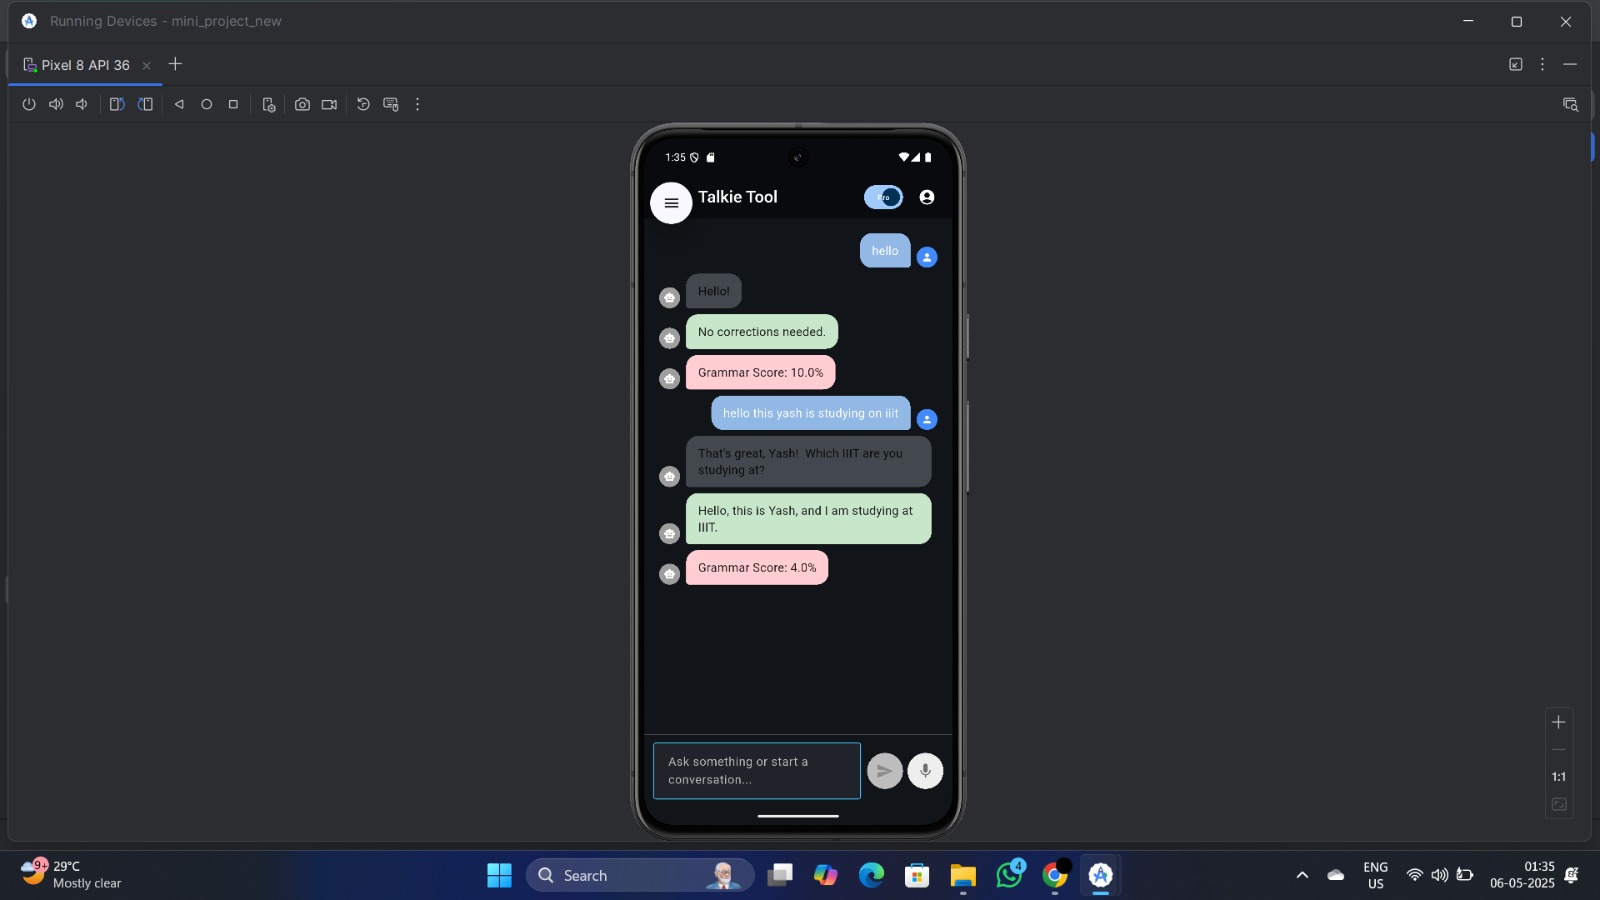 Running Devices - mini_project_new
Pixel 8 API 36
1:35
Talkie Tool
Pro
hello
Hello!
No corrections needed.
Grammar Score: 10.0%
hello this yash is studying on iiit
That's great, Yash!  Which IIIT are you
studying at?
Hello, this is Yash, and I am studying at
IIIT.
Grammar Score: 4.0%
Ask something or start a
conversation...
1:1
9+
29°C
Mostly clear
Search
4
ENG
US
01:35
06-05-2025